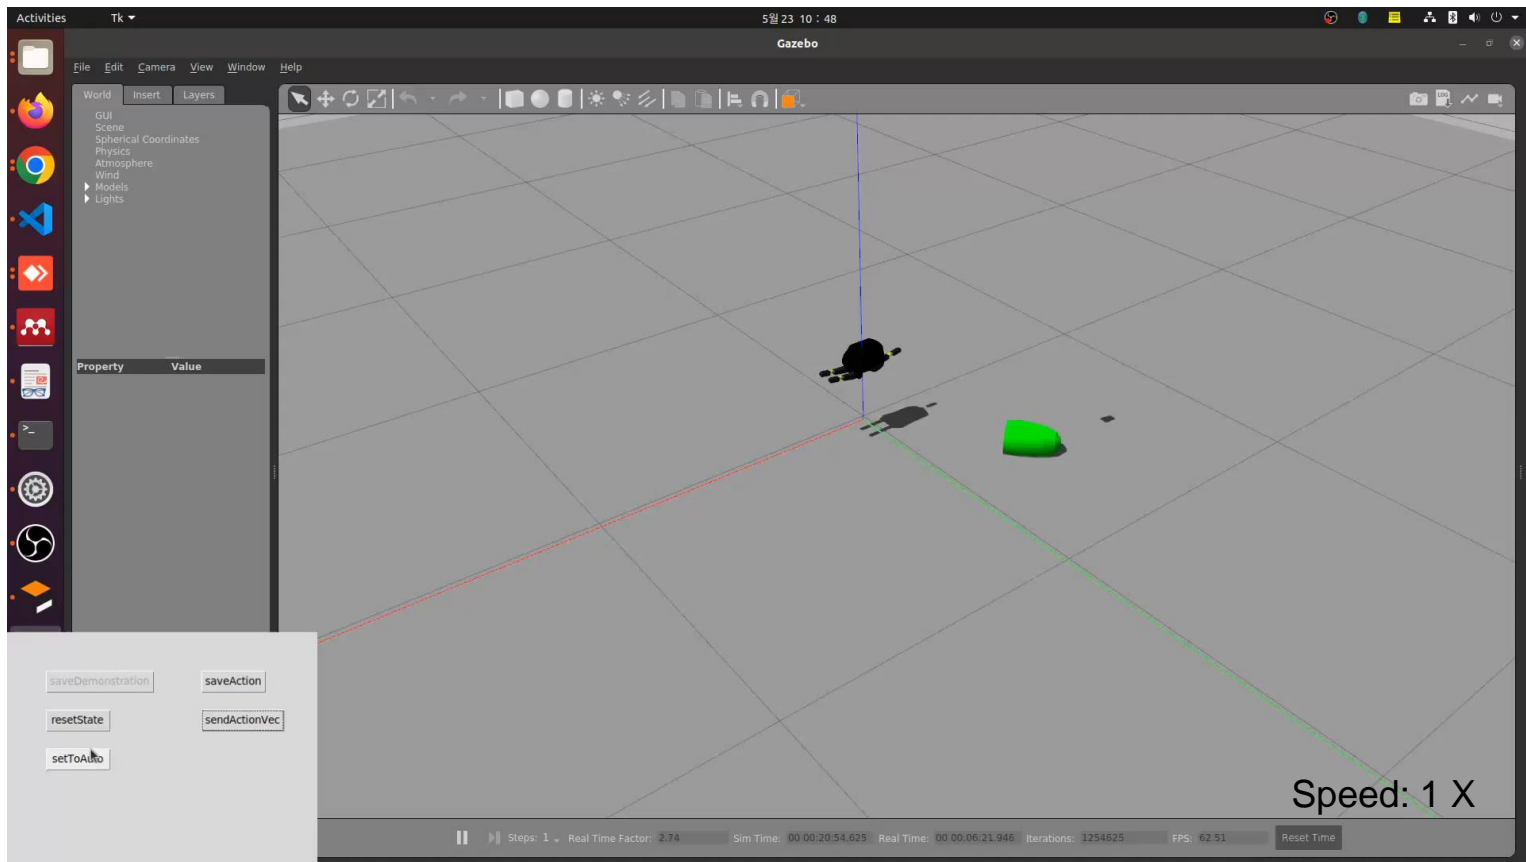 Activities Tk 5월 23 10 : 48
Gazebo
File Edit Camera View Window Help
World Insert Layers
GUI
Scene
Spherical Coordinates
Physics
Atmosphere
Wind
Models
Lights
Property Value
saveDemonstration saveAction
resetState sendActionVec
setToAuto
Speed: 1 X
Steps: 1 Real Time Factor: 2.74 Sim Time: 00 00:20:54.625 Real Time: 00 00:06:21.946 Iterations: 1254625 FPS: 62.51 Reset Time